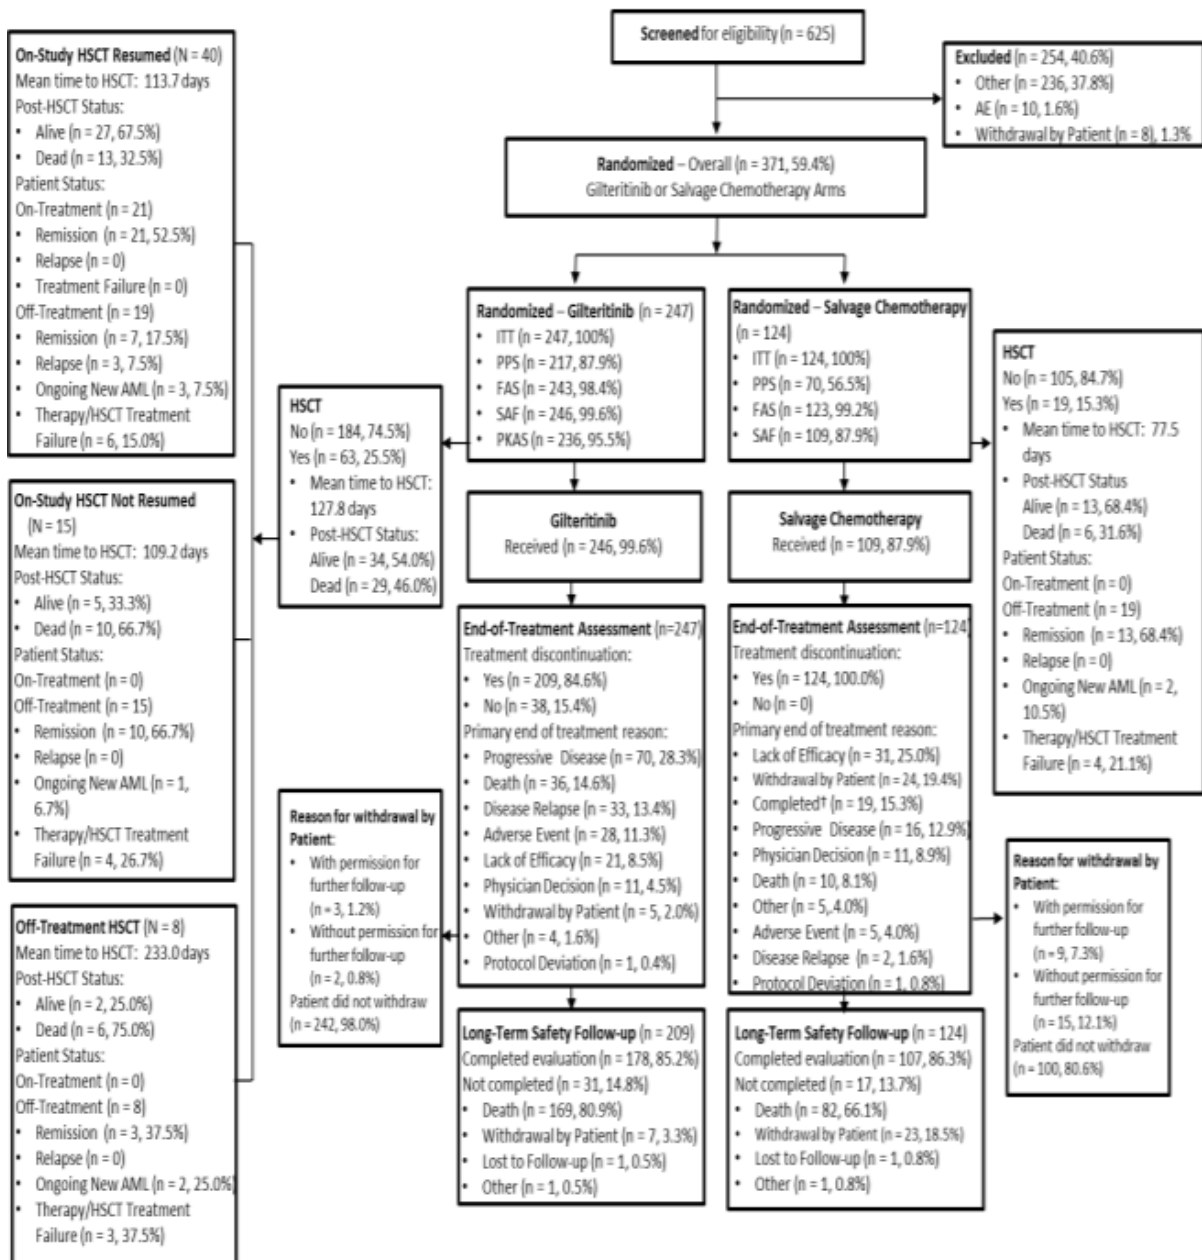 Screened for eligibility (n = 625)
Excluded (n = 254, 40.6%)
• Other (n = 236, 37.8%
• AE (n = 10, 1.6%
• Withdrawal by Patient (n = 8), 1.3%
Randomized – Overall (n = 371, 59.4%)
Gilteritinib or Salvage Chemotherapy Arms
Randomized – Gilteritinib (n = 247)
• ITT (n = 247, 100%
• PPS (n = 217, 87.9%
• FAS (n = 243, 98.4%
• SAF (n = 246, 99.6%
• PKAS (n = 236, 95.5%
Randomized – Salvage Chemotherapy
(n = 124)
• ITT (n = 124, 100%
• PPS (n = 70, 56.5%
• FAS (n = 123, 99.2%
• SAF (n = 109, 87.9%
On-Study HSCT Resumed (N = 40)
Mean time to HSCT: 113.7 days
Post-HSCT Status:
• Alive (n = 27, 67.5%)
• Dead (n = 13, 32.5%)
Patient Status:
On-Treatment (n = 21)
• Remission (n = 21, 52.5%)
• Relapse (n = 0)
• Treatment Failure (n = 0)
Off-Treatment (n = 19)
• Remission (n = 7, 17.5%)
• Relapse (n = 3, 7.5%)
• Ongoing New AML (n = 3, 7.5%)
• Therapy/HSCT Treatment
Failure (n = 6, 15.0%)
On-Study HSCT Not Resumed
(N = 15)
Mean time to HSCT: 109.2 days
Post-HSCT Status:
• Alive (n = 5, 33.3%)
• Dead (n = 10, 66.7%)
Patient Status:
On-Treatment (n = 0)
Off-Treatment (n = 15)
• Remission (n = 10, 66.7%)
• Relapse (n = 0)
• Ongoing New AML (n = 1,
6.7%)
• Therapy/HSCT Treatment
Failure (n = 4, 26.7%)
Off-Treatment HSCT (N = 8)
Mean time to HSCT: 233.0 days
Post-HSCT Status:
• Alive (n = 2, 25.0%)
• Dead (n = 6, 75.0%)
Patient Status:
On-Treatment (n = 0)
Off-Treatment (n = 8)
• Remission (n = 3, 37.5%)
• Relapse (n = 0)
• Ongoing New AML (n = 2, 25.0%)
• Therapy/HSCT Treatment
Failure (n = 3, 37.5%)
HSCT
No (n = 184, 74.5%)
Yes (n = 63, 25.5%)
• Mean time to HSCT:
127.8 days
• Post-HSCT Status:
Alive (n = 34, 54.0%)
Dead (n = 29, 46.0%)
Gilteritinib
Received (n = 246, 99.6%)
Salvage Chemotherapy
Received (n = 109, 87.9%)
HSCT
No (n = 105, 84.7%)
Yes (n = 19, 15.3%)
• Mean time to HSCT: 77.5
days
• Post-HSCT Status
Alive (n = 13, 68.4%)
Dead (n = 6, 31.6%)
Patient Status:
On-Treatment (n = 0)
Off-Treatment (n = 19)
• Remission (n = 13, 68.4%)
• Relapse (n = 0)
• Ongoing New AML (n = 2,
10.5%)
• Therapy/HSCT Treatment
Failure (n = 4, 21.1%)
End-of-Treatment Assessment (n=247)
Treatment discontinuation:
• Yes (n = 209, 84.6%)
• No (n = 38, 15.4%)
Primary end of treatment reason:
• Progressive Disease (n = 70, 28.3%)
• Death (n = 36, 14.6%)
• Disease Relapse (n = 33, 13.4%)
• Adverse Event (n = 28, 11.3%)
• Lack of Efficacy (n = 21, 8.5%)
• Physician Decision (n = 11, 4.5%)
• Withdrawal by Patient (n = 5, 2.0%)
• Other (n = 4, 1.6%)
• Protocol Deviation (n = 1, 0.4%)
End-of-Treatment Assessment (n=124)
Treatment discontinuation:
• Yes (n = 124, 100.0%)
• No (n = 0)
Primary end of treatment reason:
• Lack of Efficacy (n = 31, 25.0%)
• Withdrawal by Patient (n = 24, 19.4%)
• Completed† (n = 19, 15.3%)
• Progressive Disease (n = 16, 12.9%)
• Physician Decision (n = 11, 8.9%)
• Death (n = 10, 8.1%)
• Other (n = 5,.4.0%)
• Adverse Event (n = 5, 4.0%)
• Disease Relapse (n = 2, 1.6%)
• Protocol Deviation (n = 1, 0.8%)
Reason for withdrawal by
Patient:
• With permission for
further follow-up
(n = 3, 1.2%)
• Without permission for
further follow-up
(n = 2, 0.8%)
Patient did not withdraw
(n = 242, 98.0%)
Reason for withdrawal by
Patient:
• With permission for
further follow-up
(n = 9, 7.3%)
• Without permission for
further follow-up
(n = 15, 12.1%)
Patient did not withdraw
(n = 100, 80.6%)
Long-Term Safety Follow-up (n = 209)
Completed evaluation (n = 178, 85.2%)
Not completed (n = 31, 14.8%)
• Death (n = 169, 80.9%)
• Withdrawal by Patient (n = 7, 3.3%)
• Lost to Follow-up (n = 1, 0.5%)
• Other (n = 1, 0.5%)
Long-Term Safety Follow-up (n = 124)
Completed evaluation (n = 107, 86.3%)
Not completed (n = 17, 13.7%)
• Death (n = 82, 66.1%)
• Withdrawal by Patient (n = 23, 18.5%)
• Lost to Follow-up (n = 1, 0.8%)
• Other (n = 1, 0.8%)